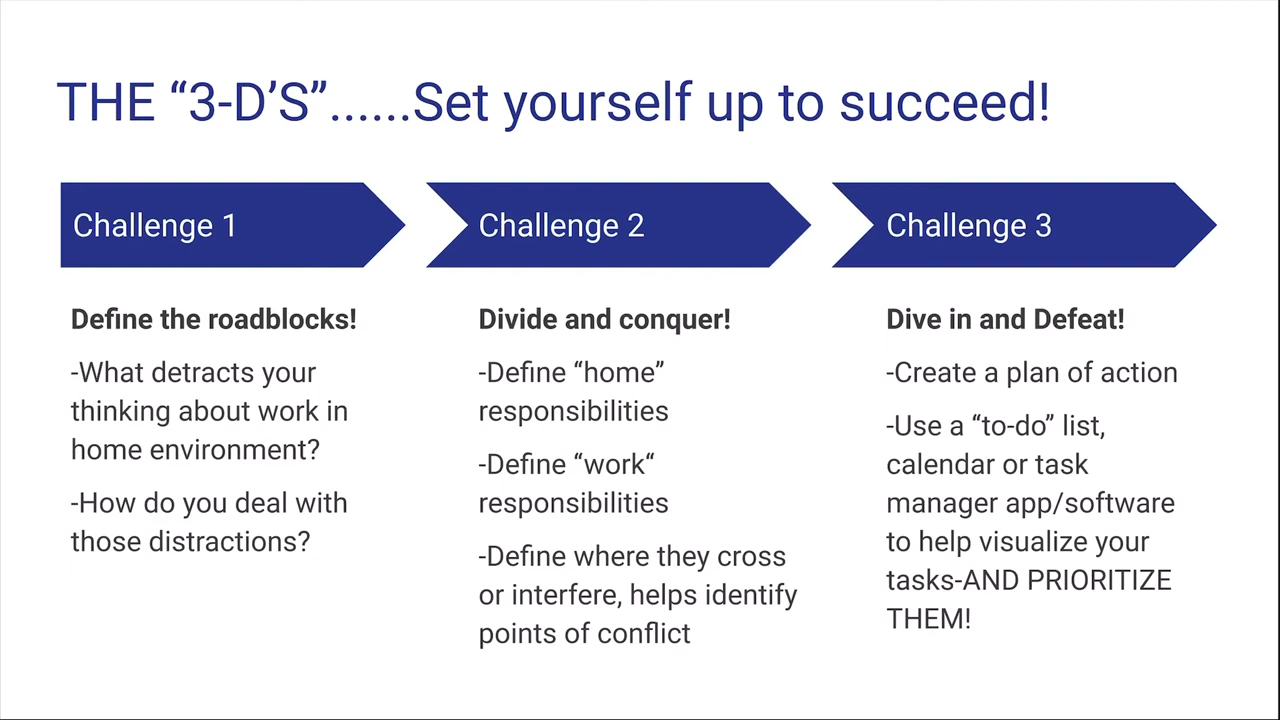 THE “3-D’S”......Set yourself up to succeed!
Challenge 1
Define the roadblocks!
-What detracts your
thinking about work in
home environment?
-How do you deal with
those distractions?
Challenge 2
Divide and conquer!
-Define “home”
responsibilities
-Define “work“
responsibilities
-Define where they cross
or interfere, helps identify
points of conflict
Challenge 3
Dive in and Defeat!
-Create a plan of action
-Use a “to-do” list,
calendar or task
manager app/software
to help visualize your
tasks-AND PRIORITIZE
THEM!